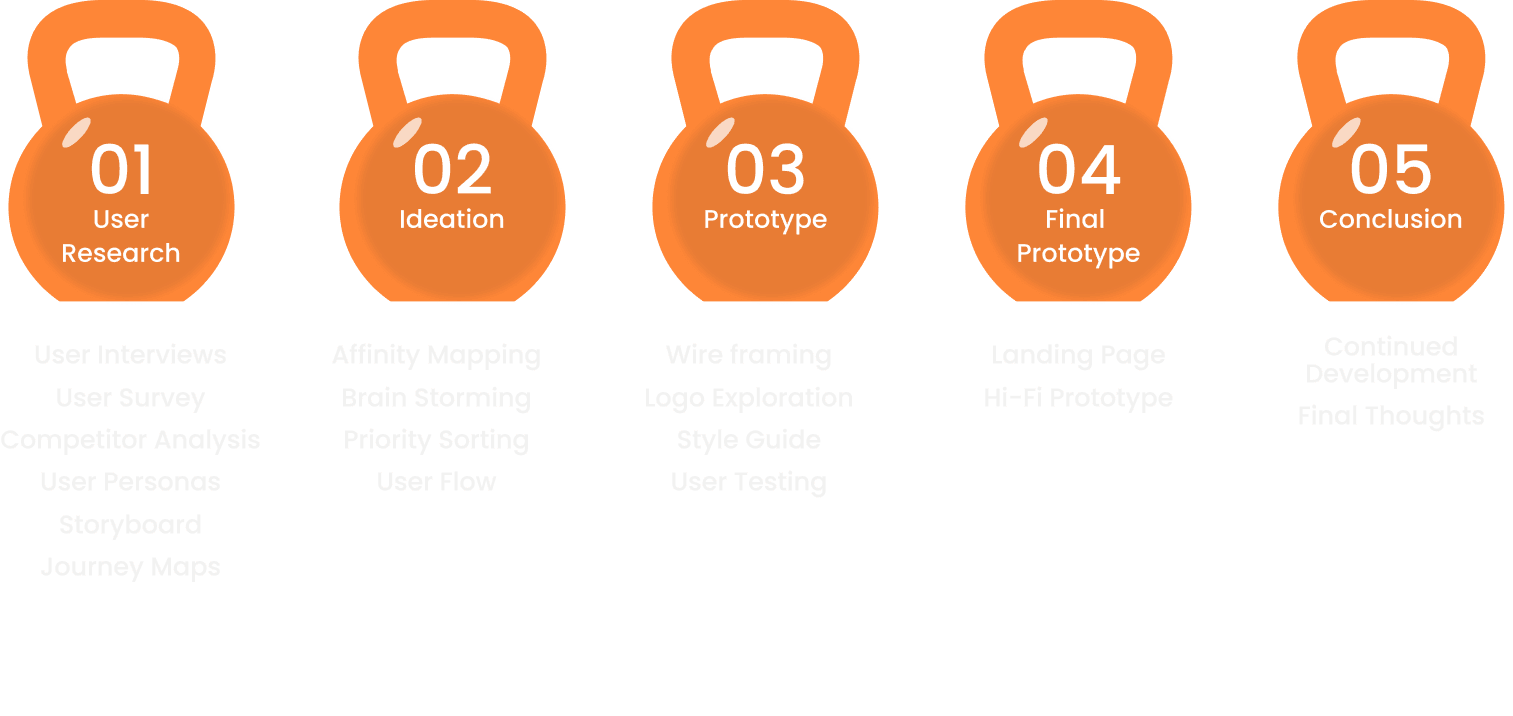 01
User
Research
User Interviews
User Survey
Competitor Analysis
User Personas
Storyboard
Journey Maps
02
Ideation
Affinity Mapping
Brain Storming
Priority Sorting
User Flow
03
Prototype
Wire framing
Logo Exploration
Style Guide
User Testing
04
Final
Prototype
Landing Page
Hi-Fi Prototype
05
Conclusion
Continued
Development
Final Thoughts